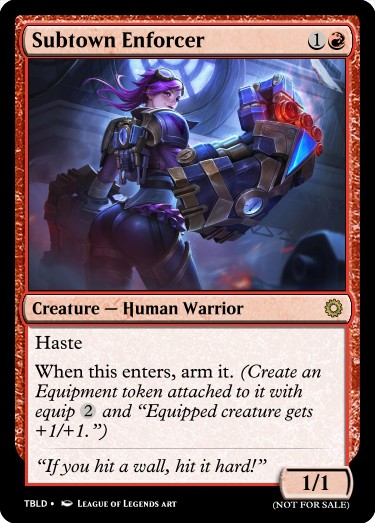 Subtown Enforcer 1
Creature — Human Warrior
Haste
When this enters, arm it. (Create an
Equipment token attached to it with
equip 2 and “Equipped creature gets
+1/+1.”)
“If you hit a wall, hit it hard!”
1/1
TBLD • League of Legends art
(NOT FOR SALE)